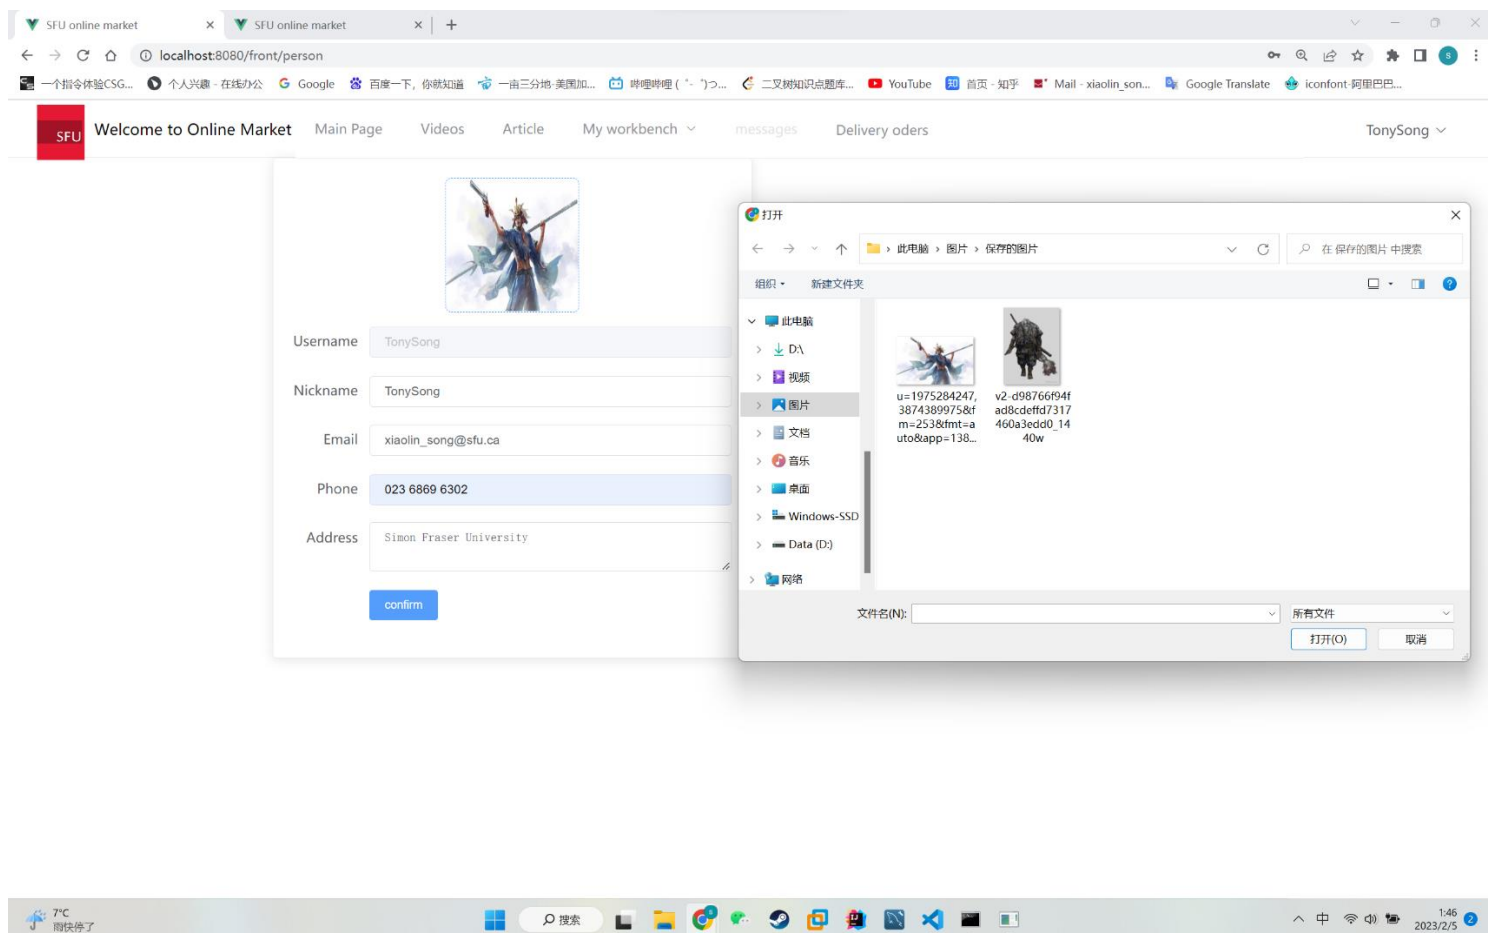 SFU online market
SFU online market
localhost:8080/front/person
一个指令体验CSG...
个人兴趣 - 在线办公
Google
百度一下，你就知道
一亩三分地-美国加...
哔哩哔哩 ( ゜- ゜)つ...
二叉树知识点题库...
YouTube
首页 - 知乎
Mail - xiaolin_son...
Google Translate
iconfont-阿里巴巴...
SFU
Welcome to Online Market
Main Page
Videos
Article
My workbench
messages
Delivery oders
TonySong
Username
TonySong
Nickname
TonySong
Email
xiaolin_song@sfu.ca
Phone
023 6869 6302
Address
Simon Fraser University
confirm
打开
此电脑 › 图片 › 保存的图片
在 保存的图片 中搜索
组织
新建文件夹
此电脑
D:\
视频
图片
文档
音乐
桌面
Windows-SSD
Data (D:)
网络
u=1975284247,
3874389975&f
m=253&fmt=a
uto&app=138...
v2-d98766f94f
ad8cdeffd7317
460a3edd0_14
40w
文件名(N):
所有文件
打开(O)
取消
7°C
雨快停了
搜索
中
1:46
2023/2/5
2